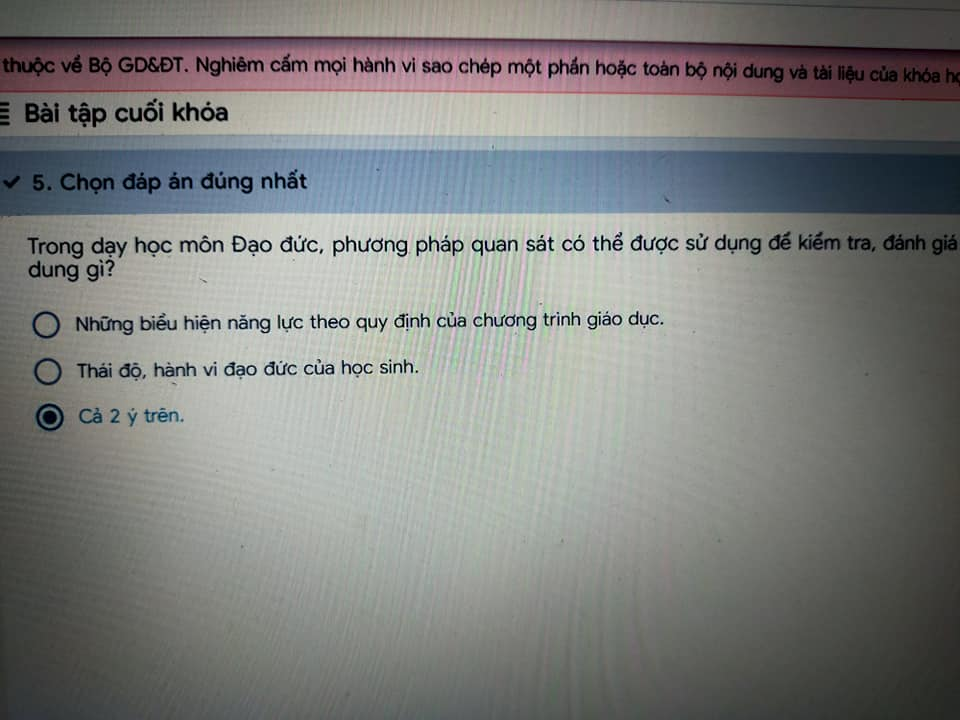 thuộc về Bộ GD&ĐT. Nghiêm cấm mọi hành vi sao chép một phần hoặc toàn bộ nội dung và tài liệu của khóa
Bài tập cuối khóa
5. Chọn đáp án đúng nhất
Trong dạy học môn Đạo đức, phương pháp quan sát có thể được sử dụng để kiểm tra, đánh giá
dung gì?
Những biểu hiện năng lực theo quy định của chương trình giáo dục.
Thái độ, hành vi đạo đức của học sinh.
Cả 2 ý trên.